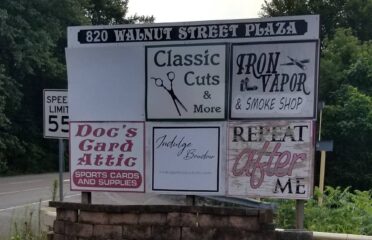 820 WALNUT STREET PLAZA
Classic
Cuts
& More
IRON
VAPOR
& SMOKE SHOP
SPEED
LIMIT
55
DOC'S
CARD
ATTIC
SPORTS CARDS AND SUPPLIES
Indulge Boudoir
REPEAT
after
ME